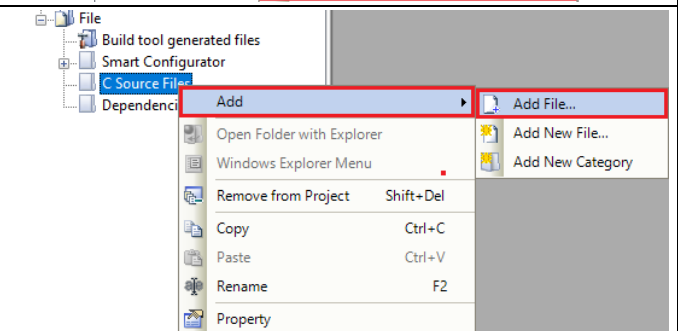 File
Build tool generated files
Smart Configurator
C Source Files
Dependenci
Add
Open Folder with Explorer
Windows Explorer Menu
Remove from Project Shift+Del
Copy Ctrl+C
Paste Ctrl+V
Rename F2
Property
Add File...
Add New File...
Add New Category